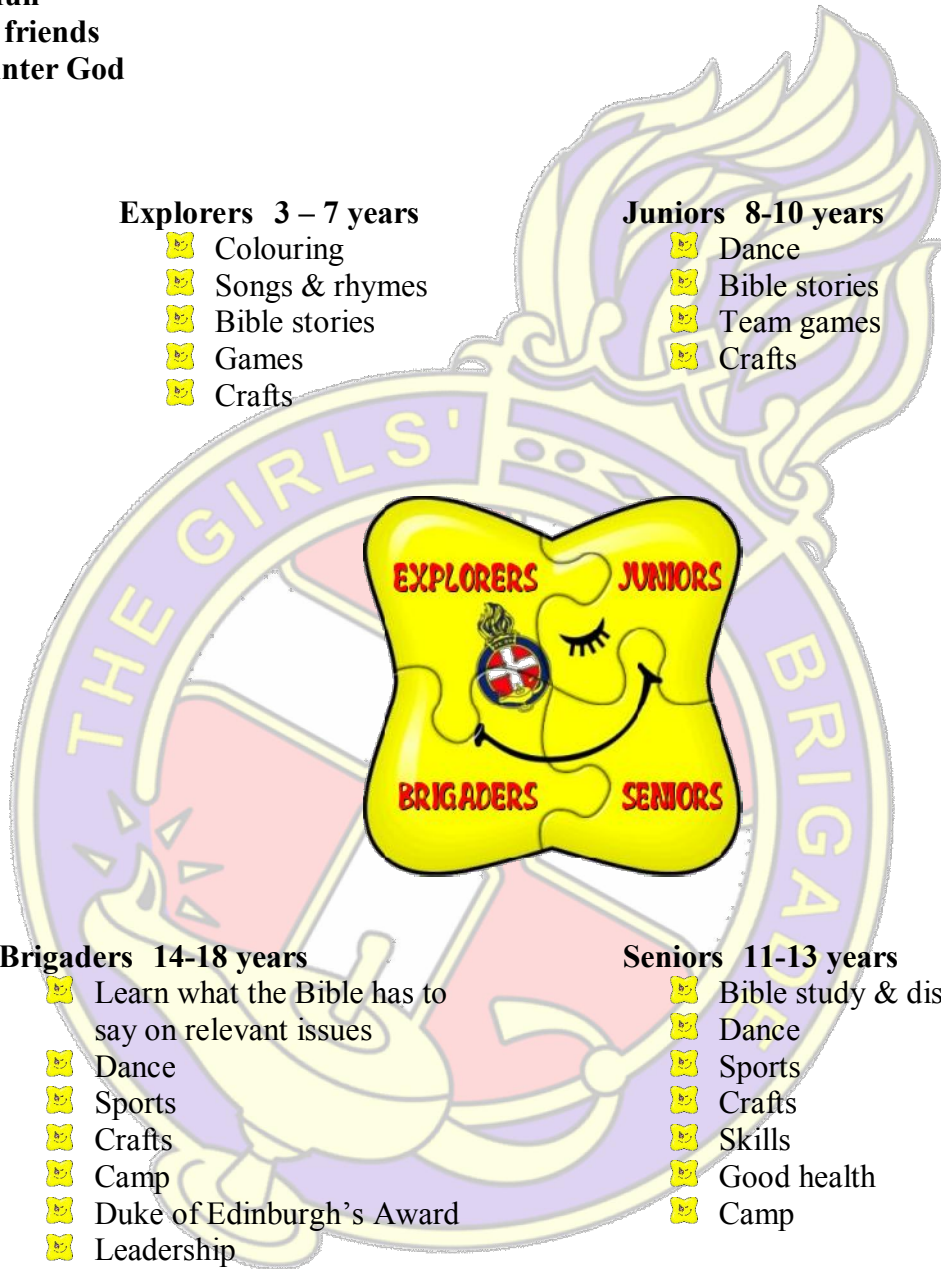 friends
God
Explorers 3 – 7 years
Colouring
Songs & rhymes
Bible stories
Games
Crafts
Juniors 8-10 years
Dance
Bible stories
Team games
Crafts
THE GIRLS' BRIGADE
EXPLORERS
JUNIORS
BRIGADERS
SENIORS
Brigaders 14-18 years
Learn what the Bible has to
say on relevant issues
Dance
Sports
Crafts
Camp
Duke of Edinburgh’s Award
Leadership
Seniors 11-13 years
Bible study &
Dance
Sports
Crafts
Skills
Good health
Camp